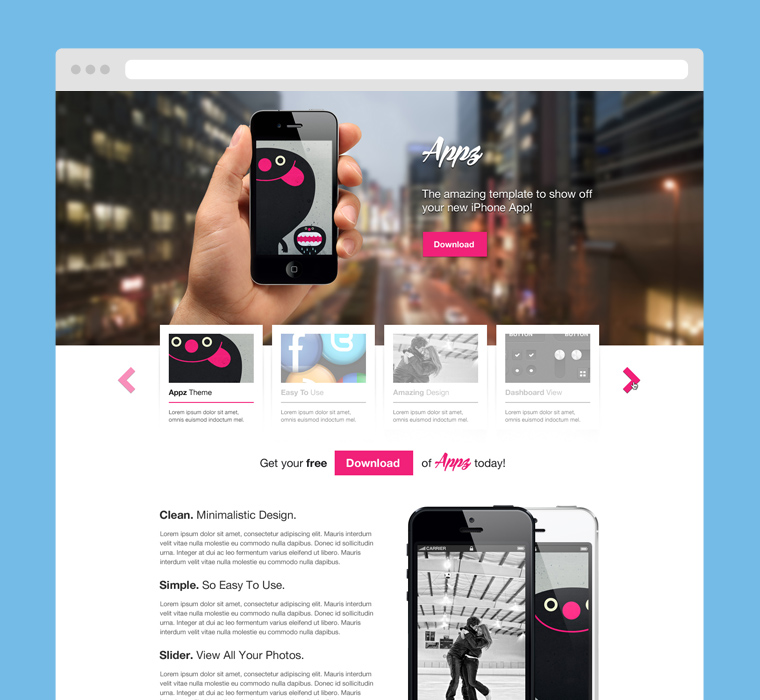 Appz
The amazing template to show off
your new iPhone App!
Download
Appz Theme
Lorem ipsum dolor sit amet,
euismod indoctum mei.
Easy To Use
Lorem ipsum dolor sit amet,
euismod indoctum mei.
Amazing Design
Lorem ipsum dolor sit amet,
euismod indoctum mei.
BUTTON BUTTON
Dashboard View
Lorem ipsum dolor sit amet,
euismod indoctum mei.
Get your free Download of Appz today!
Clean. Minimalistic Design.
Lorem ipsum dolor sit amet, consectetur adipiscing elit. Mauris interdum
velit vitae nulla molestie eu commodo nulla dapibus. Donec id sollicitudin
urna. Integer at dui ac leo fermentum varius eleifend ut libero. Mauris
interdum velit vitae nulla molestie eu commodo nulla dapibus.
Simple. So Easy To Use.
Lorem ipsum dolor sit amet, consectetur adipiscing elit. Mauris interdum
velit vitae nulla molestie eu commodo nulla dapibus. Donec id sollicitudin
urna. Integer at dui ac leo fermentum varius eleifend ut libero. Mauris
interdum velit vitae nulla molestie eu commodo nulla dapibus.
Slider. View All Your Photos.
Lorem ipsum dolor sit amet, consectetur adipiscing elit. Mauris interdum
velit vitae nulla molestie eu commodo nulla dapibus. Donec id sollicitudin
urna. Integer at dui ac leo fermentum varius eleifend ut libero. Mauris
CARRIER